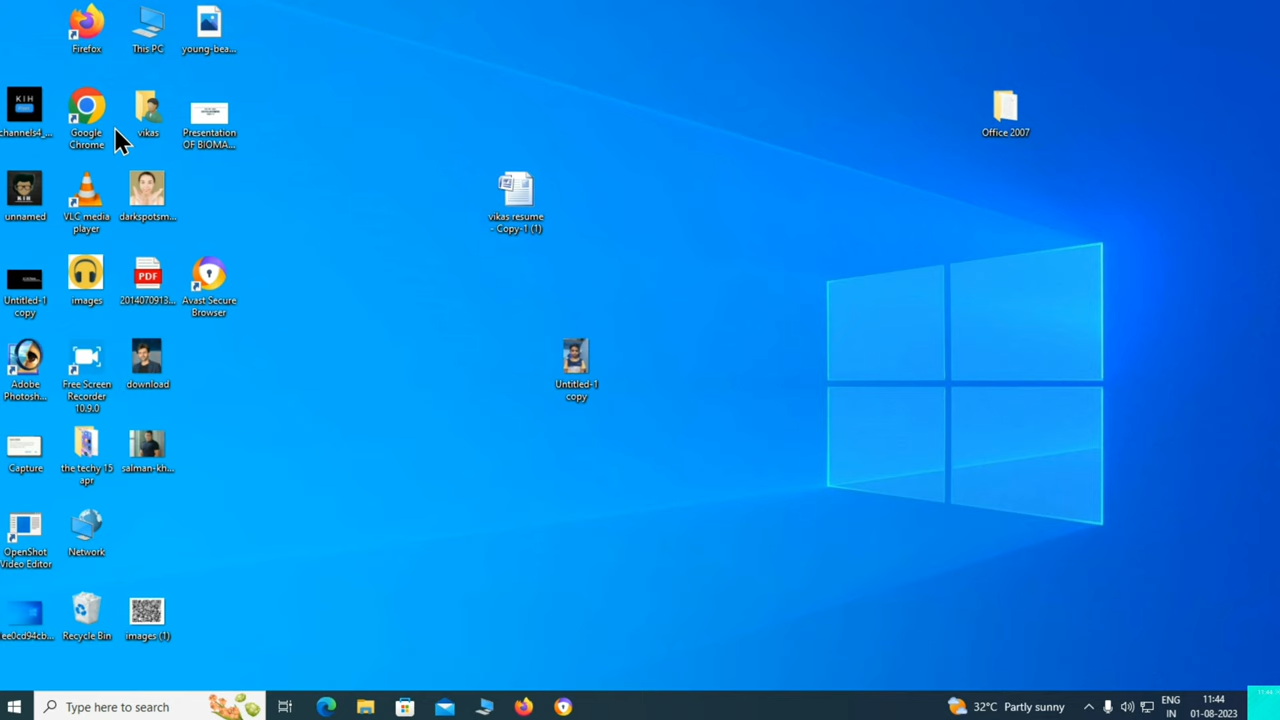 Firefox
This PC
young-bea...
KIH
channels4_...
Google
Chrome
vikas
Presentation
OF BIOMA...
Office 2007
unnamed
VLC media
player
darkspotsm...
vikas resume
- Copy-1 (1)
Untitled-1
copy
images
PDF
2014070913...
Avast Secure
Browser
Adobe
Photosh...
Free Screen
Recorder
10.9.0
download
Untitled-1
copy
Capture
the techy 15
apr
salman-kh...
OpenShot
Video Editor
Network
ee0cd94cb...
Recycle Bin
images (1)
Type here to search
32°C Partly sunny
ENG
IN
11:44
01-08-2023